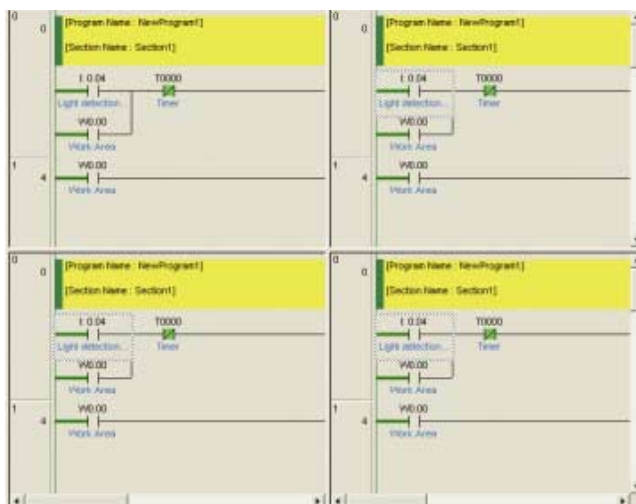 0
0
[Program Name : NewProgram1]
[Section Name : Section1]
I: 0.04 T0000
Light detection... Timer
W0.00
Work Area
1
4
W0.00
Work Area
0
0
[Program Name : NewProgram1]
[Section Name : Section1]
I: 0.04 T0000
Light detection... Timer
W0.00
Work Area
1
4
W0.00
Work Area
0
0
[Program Name : NewProgram1]
[Section Name : Section1]
I: 0.04 T0000
Light detection... Timer
W0.00
Work Area
1
4
W0.00
Work Area
0
0
[Program Name : NewProgram1]
[Section Name : Section1]
I: 0.04 T0000
Light detection... Timer
W0.00
Work Area
1
4
W0.00
Work Area